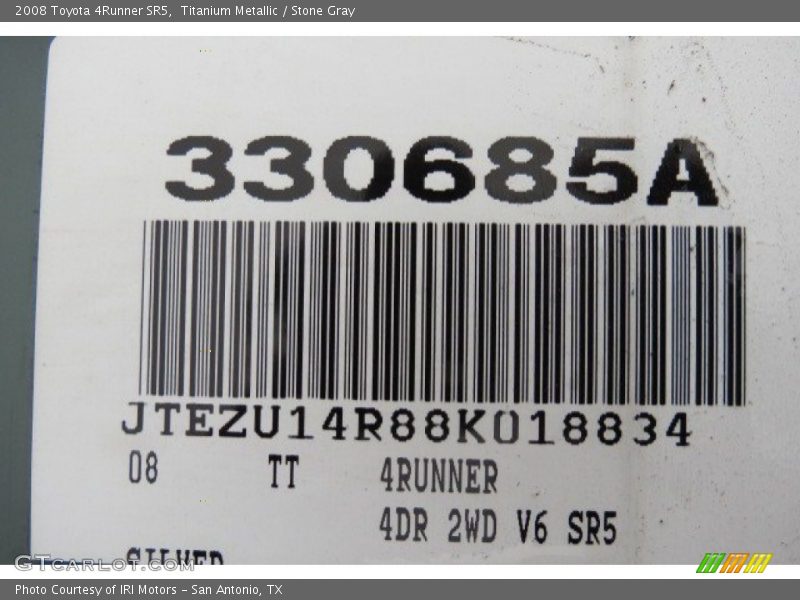 2008 Toyota 4Runner SR5,  Titanium Metallic / Stone Gray
330685A
JTEZU14R88K018834
08 TT 4RUNNER
4DR 2WD V6 SR5
SILVER
GTcarlot.com
Photo Courtesy of IRI Motors - San Antonio, TX